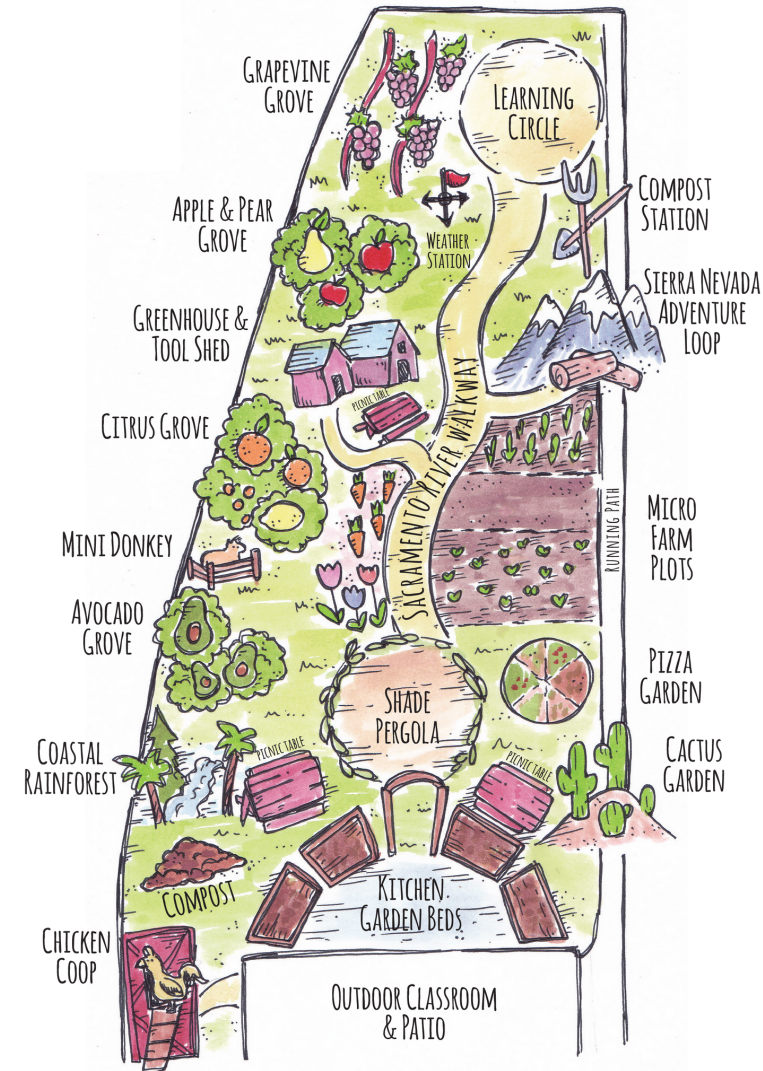 GRAPEVINE
GROVE
LEARNING
CIRCLE
COMPOST
STATION
APPLE & PEAR
GROVE
WEATHER
STATION
SIERRA NEVADA
ADVENTURE
LOOP
GREENHOUSE &
TOOL SHED
PICNIC TABLE
CITRUS GROVE
SACRAMENTO RIVER WALKWAY
RUNNING PATH
MICRO
FARM
PLOTS
MINI DONKEY
AVOCADO
GROVE
PIZZA
GARDEN
SHADE
PERGOLA
COASTAL
RAINFOREST
PICNIC TABLE
PICNIC TABLE
CACTUS
GARDEN
COMPOST
KITCHEN
GARDEN BEDS
CHICKEN
COOP
OUTDOOR CLASSROOM
& PATIO